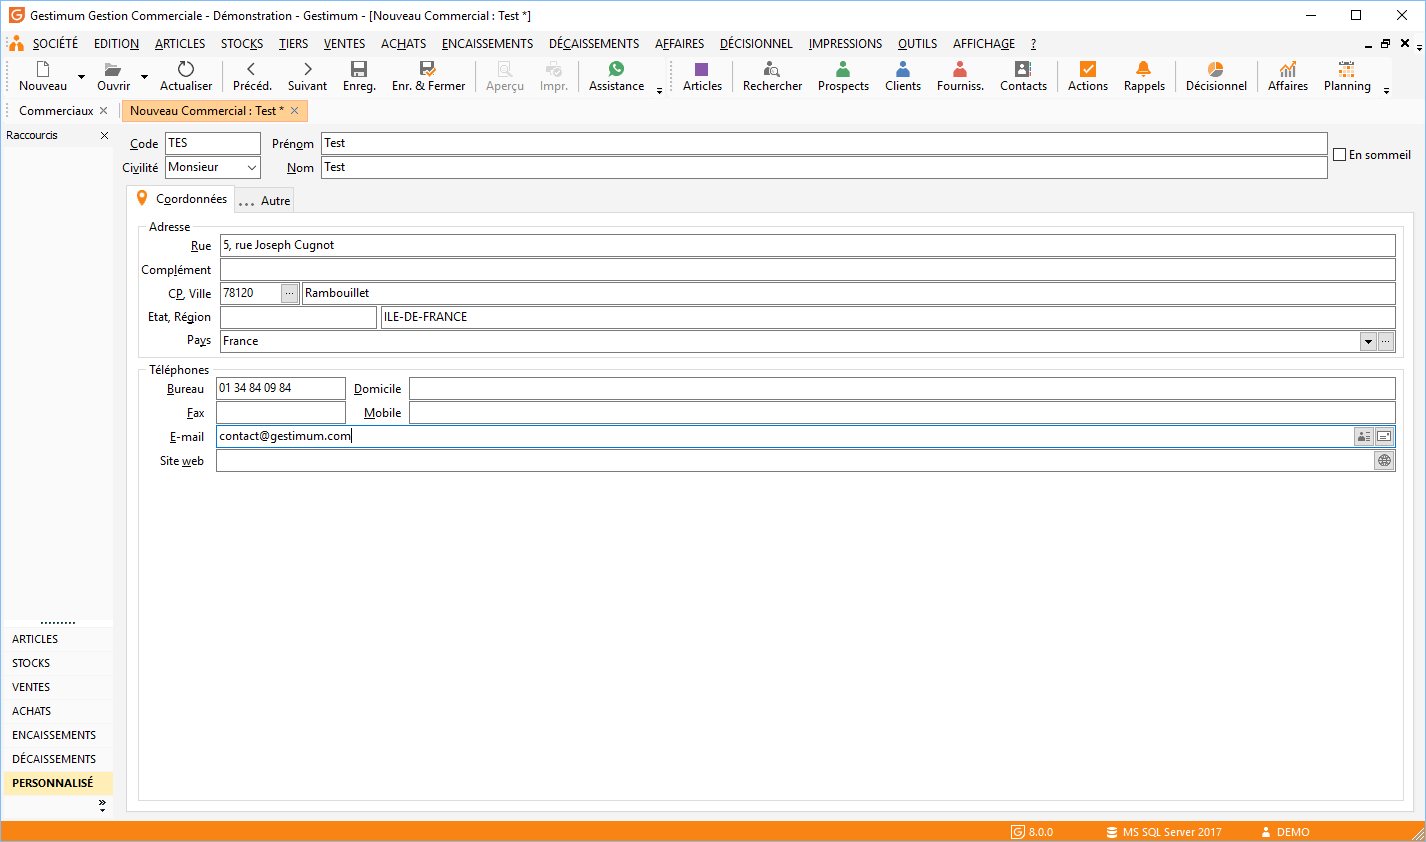 Gestimum Gestion Commerciale - Démonstration - Gestimum - [Nouveau Commercial : Test *]
SOCIÉTÉ EDITION ARTICLES STOCKS TIERS VENTES ACHATS ENCAISSEMENTS DÉCAISSEMENTS AFFAIRES DÉCISIONNEL IMPRESSIONS OUTILS AFFICHAGE ?
Nouveau Ouvrir Actualiser Précéd. Suivant Enreg. Enr. & Fermer Aperçu Impr. Assistance Articles Rechercher Prospects Clients Fourniss. Contacts Actions Rappels Décisionnel Affaires Planning
Commerciaux Nouveau Commercial : Test *
Raccourcis
Code TES Prénom Test
En sommeil
Civilité Monsieur Nom Test
Coordonnées ... Autre
Adresse
Rue 5, rue Joseph Cugnot
Complément
CP, Ville 78120 ... Rambouillet
Etat, Région ILE-DE-FRANCE
Pays France ...
Téléphones
Bureau 01 34 84 09 84 Domicile
Fax Mobile
E-mail contact@gestimum.com
Site web
ARTICLES
STOCKS
VENTES
ACHATS
ENCAISSEMENTS
DÉCAISSEMENTS
PERSONNALISÉ
8.0.0 MS SQL Server 2017 DEMO